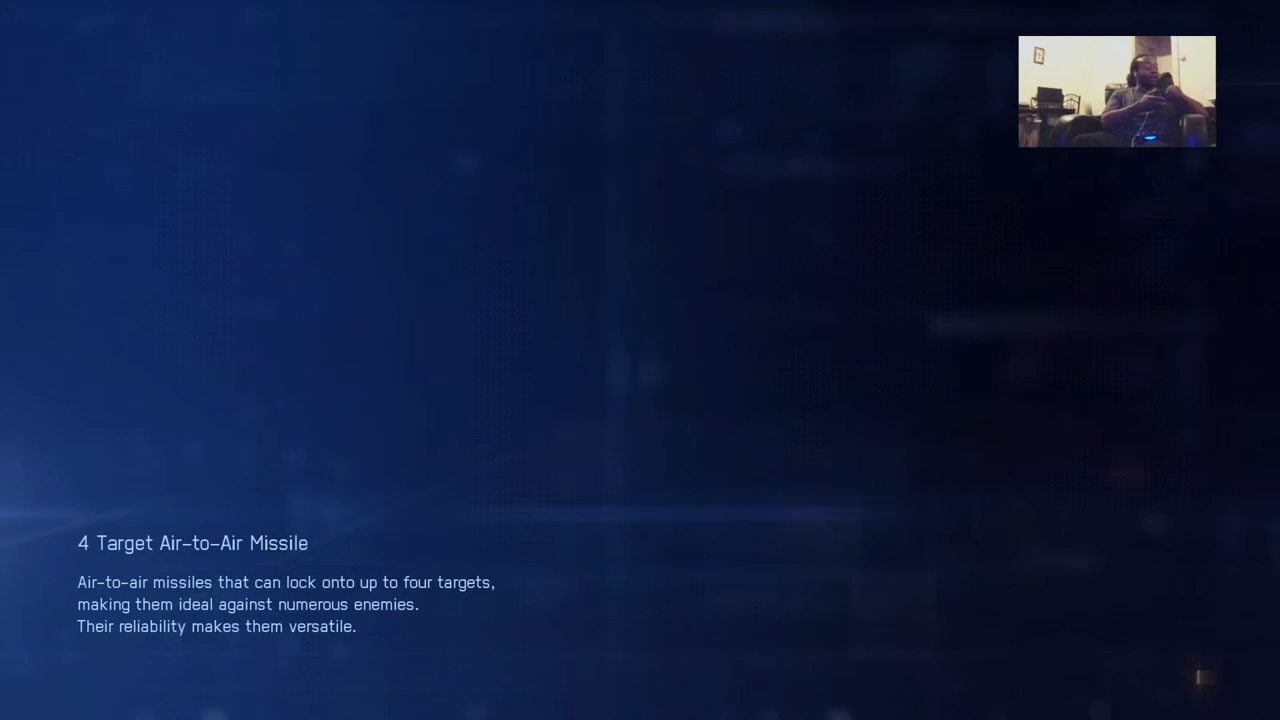 4 Target Air-to-Air Missile
Air-to-air missiles that can lock onto up to four targets,
making them ideal against numerous enemies.
Their reliability makes them versatile.